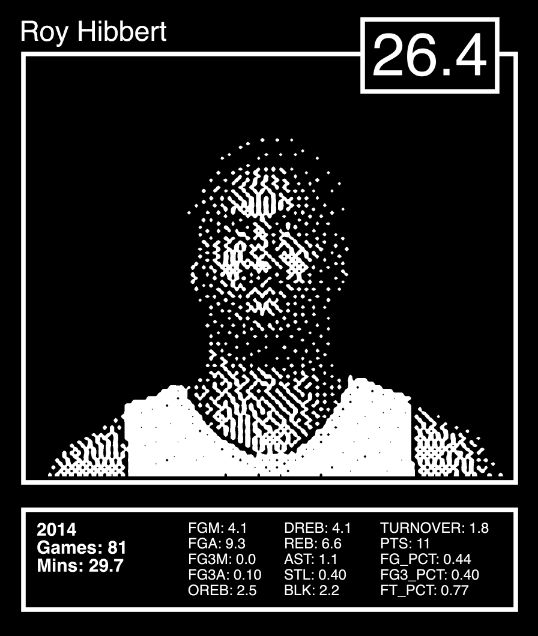 Roy Hibbert
26.4
2014
Games: 81
Mins: 29.7
FGM: 4.1
FGA: 9.3
FG3M: 0.0
FG3A: 0.10
OREB: 2.5
DREB: 4.1
REB: 6.6
AST: 1.1
STL: 0.40
BLK: 2.2
TURNOVER: 1.8
PTS: 11
FG_PCT: 0.44
FG3_PCT: 0.40
FT_PCT: 0.77